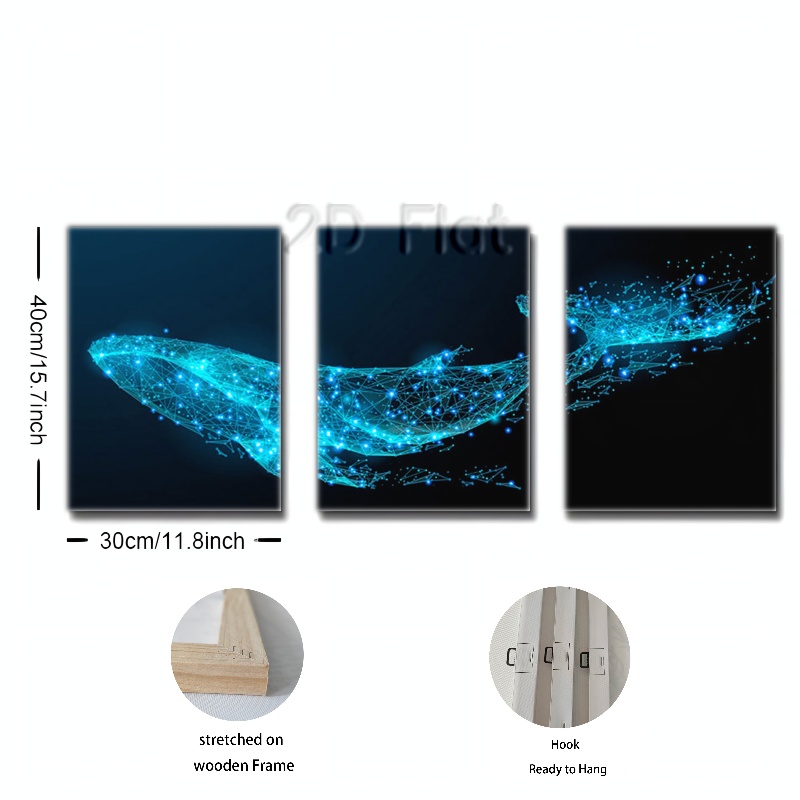 2D Flat
40cm/15.7inch
30cm/11.8inch
stretched on
wooden Frame
Hook
Ready to Hang